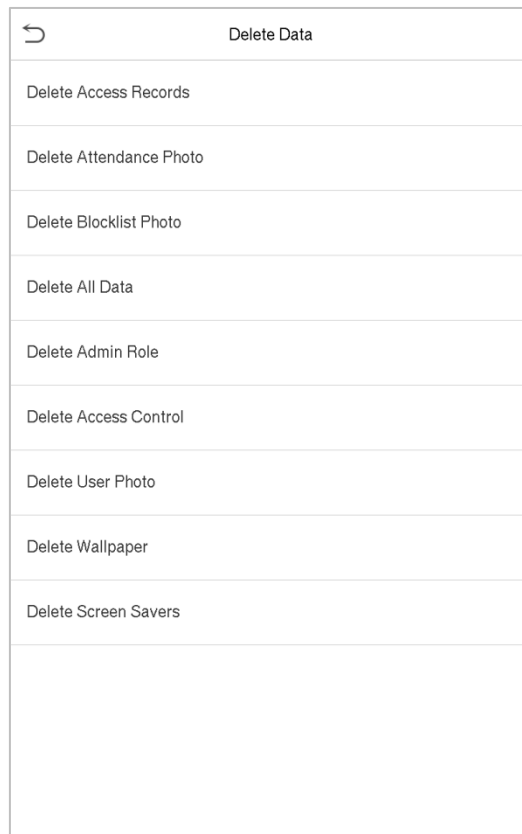 Delete Data
Delete Access Records
Delete Attendance Photo
Delete Blocklist Photo
Delete All Data
Delete Admin Role
Delete Access Control
Delete User Photo
Delete Wallpaper
Delete Screen Savers